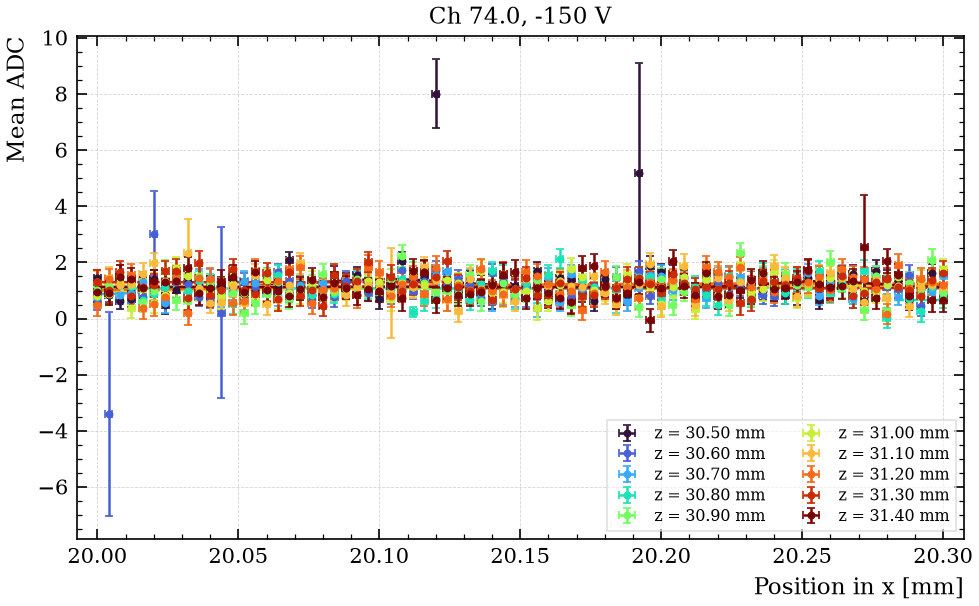 Ch 74.0, -150 V
Mean ADC
10
8
6
4
2
0
−2
−4
−6
z = 30.50 mm
z = 30.60 mm
z = 30.70 mm
z = 30.80 mm
z = 30.90 mm
z = 31.00 mm
z = 31.10 mm
z = 31.20 mm
z = 31.30 mm
z = 31.40 mm
20.00 20.05 20.10 20.15 20.20 20.25 20.30
Position in x [mm]